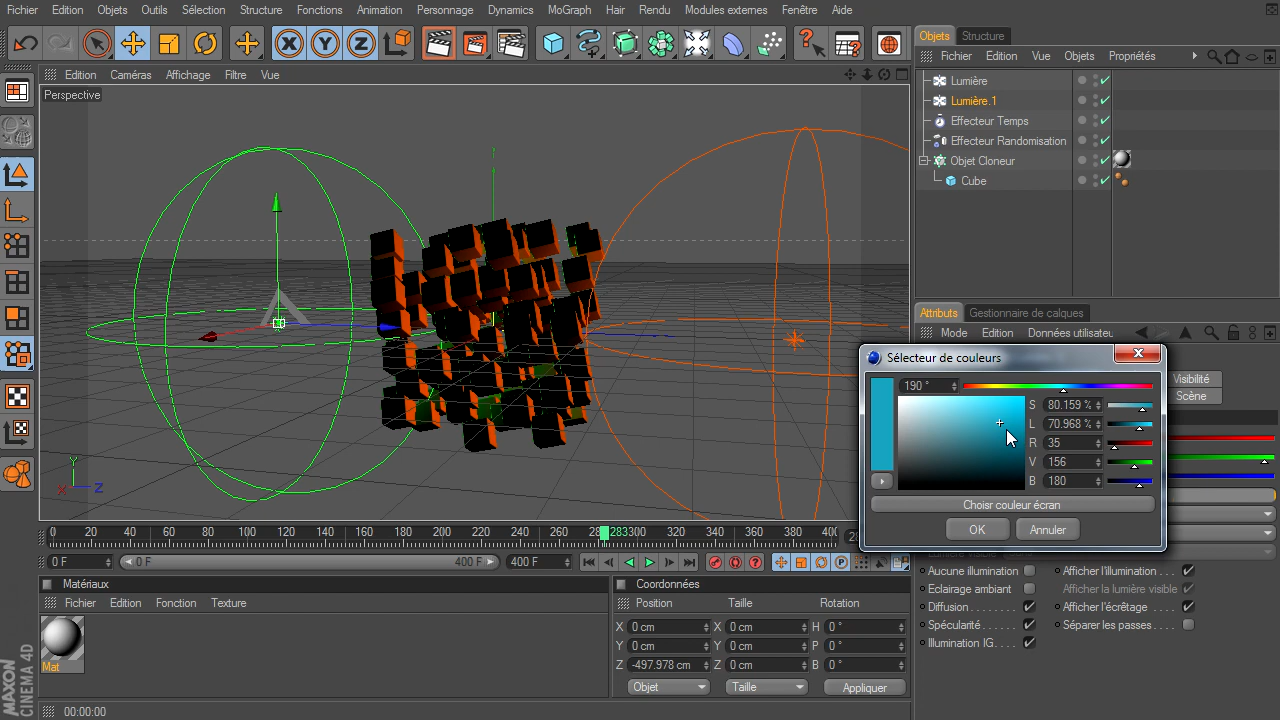 Fichier Edition Objets Outils Sélection Structure Fonctions Animation Personnage Dynamics MoGraph Hair Rendu Modules externes Fenêtre Aide
Objets Structure
Fichier Edition Vue Objets Propriétés
Edition Caméras Affichage Filtre Vue
Perspective
Lumière
Lumière.1
Effecteur Temps
Effecteur Randomisation
Objet Cloneur
Cube
Y
X Z
Attributs Gestionnaire de calques
Mode Edition Données utilisateu
Visibilité
Scène
Sélecteur de couleurs
190 °
S 80.159 %
L 70.968 %
R 35
V 156
B 180
Choisir couleur écran
OK Annuler
0 20 40 60 80 100 120 140 160 180 200 220 240 260 283 300 320 340 360 380
0 F 0 F 400 F 400 F
Aucune illumination Afficher l'illumination . . .
Eclairage ambiant Afficher la lumière visible
Diffusion . . . . . . . Afficher l'écrêtage . . . .
Spécularité . . . . . . Séparer les passes. . . .
Illumination IG. . . .
Matériaux
Fichier Edition Fonction Texture
Mat
Coordonnées
Position Taille Rotation
X 0 cm X 0 cm H 0 °
Y 0 cm Y 0 cm P 0 °
Z -497.978 cm Z 0 cm B 0 °
Objet Taille Appliquer
MAXON
CINEMA 4D
00:00:00